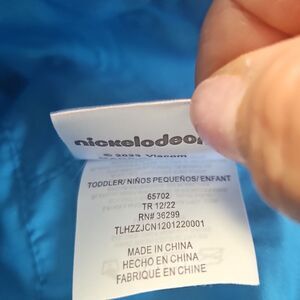 nickelodeon
© 2023 Viacom
TODDLER/ NIÑOS PEQUEÑOS/ ENFANT
65702
TR 12/22
RN# 36299
TLHZZJCN1201220001
MADE IN CHINA
HECHO EN CHINA
FABRIQUÉ EN CHINE